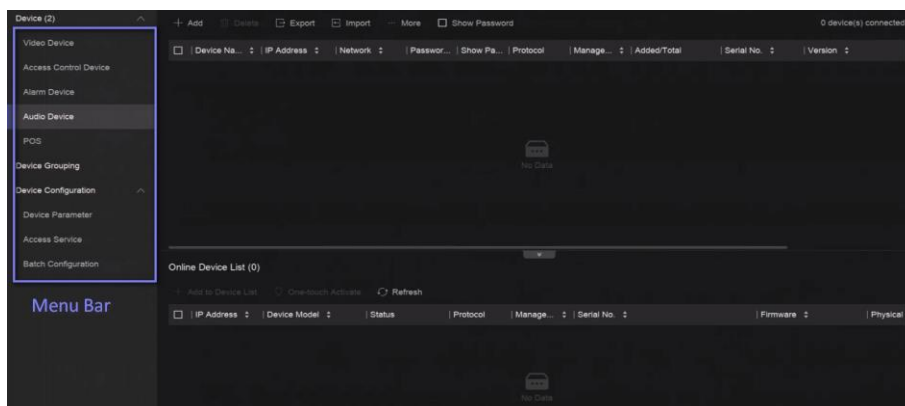 Device (2)
Video Device
Access Control Device
Alarm Device
Audio Device
POS
Device Grouping
Device Configuration
Device Parameter
Access Service
Batch Configuration
Menu Bar
Add Delete Export Import More Show Password 0 device(s) connected
Device Na... IP Address Network Passwor... Show Pa... Protocol Manage... Added/Total Serial No. Version
No Data
Online Device List (0)
Add to Device List One-touch Activate Refresh
IP Address Device Model Status Protocol Manage... Serial No. Firmware Physical
No Data